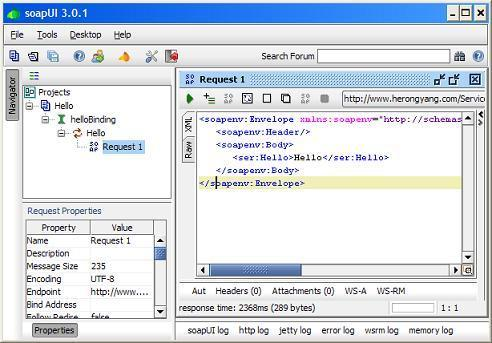 soapUI 3.0.1
File Tools Desktop Help
Search Forum
Navigator
Projects
Hello
helloBinding
Hello
Request 1
Request Properties
Property Value
Name Request 1
Description
Message Size 235
Encoding UTF-8
Endpoint http://www....
Bind Address
Follow Redire false
Properties
Request 1
http://www.herongyang.com/Service
XML
Raw
<soapenv:Envelope xmlns:soapenv="http://schemas
<soapenv:Header/>
<soapenv:Body>
<ser:Hello>Hello</ser:Hello>
</soapenv:Body>
</soapenv:Envelope>
Aut Headers (0) Attachments (0) WS-A WS-RM
response time: 2368ms (289 bytes) 1 : 1
soapUI log http log jetty log error log wsrm log memory log